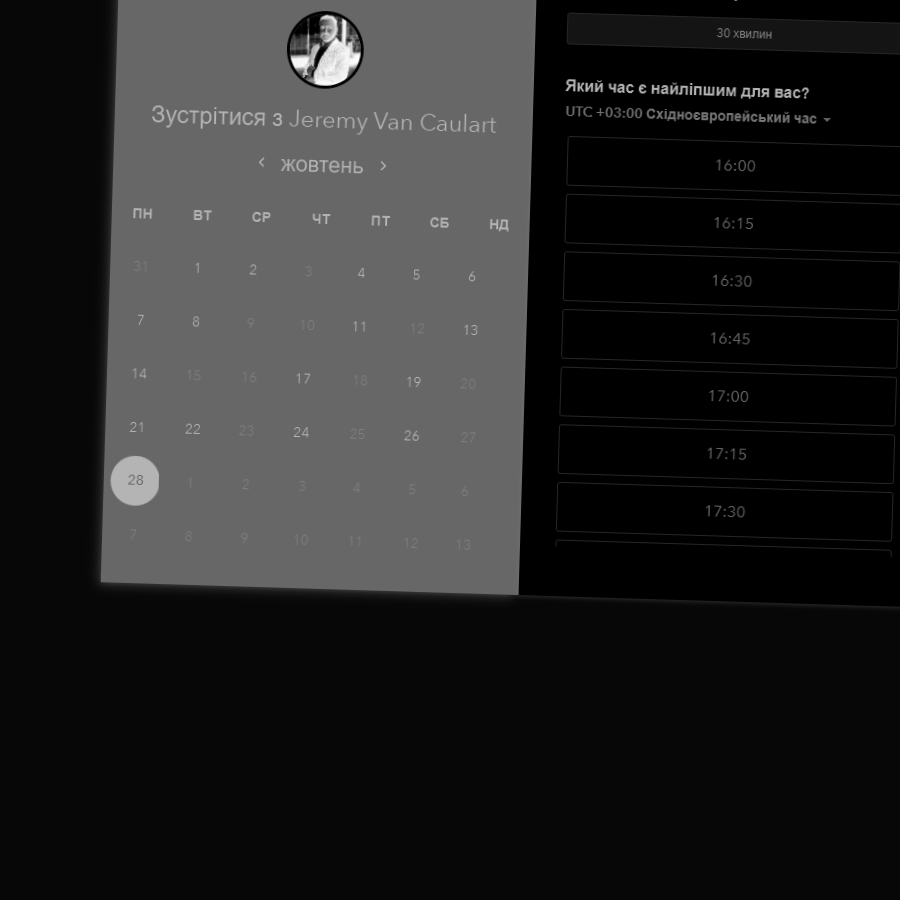 Зустрітися з Jeremy Van Caulart
жовтень
ПН ВТ СР ЧТ ПТ СБ НД
31 1 2 3 4 5 6
7 8 9 10 11 12 13
14 15 16 17 18 19 20
21 22 23 24 25 26 27
28 1 2 3 4 5 6
7 8 9 10 11 12 13
30 хвилин
Який час є найліпшим для вас?
UTC +03:00 Східноєвропейський час
16:00
16:15
16:30
16:45
17:00
17:15
17:30